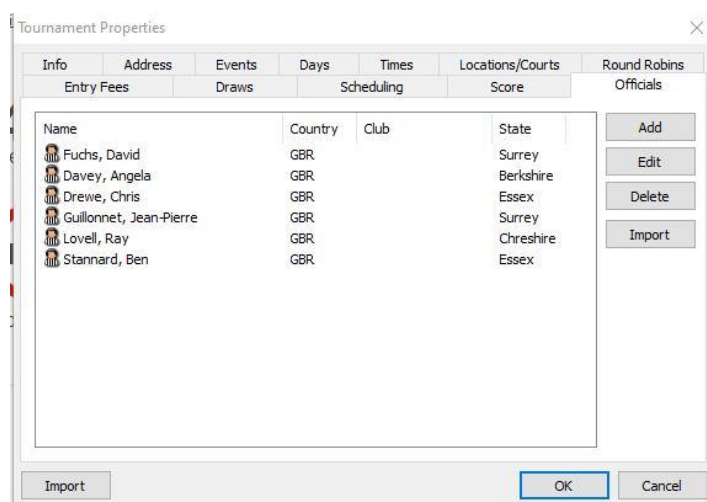 Tournament Properties
Info Address Events Days Times Locations/Courts Round Robins
Entry Fees Draws Scheduling Score Officials
Name Country Club State
Fuchs, David GBR Surrey
Davey, Angela GBR Berkshire
Drewe, Chris GBR Essex
Guillonnet, Jean-Pierre GBR Surrey
Lovell, Ray GBR Chreshire
Stannard, Ben GBR Essex
Add
Edit
Delete
Import
Import OK Cancel